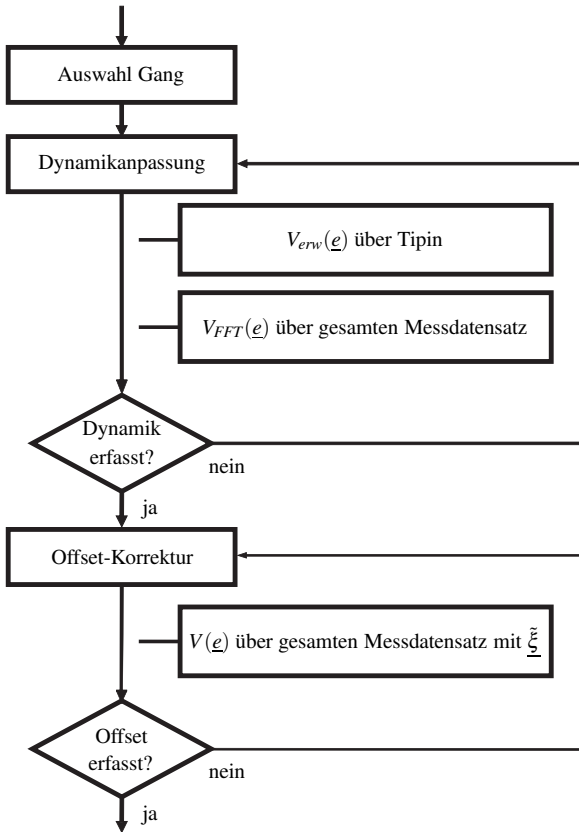 Auswahl Gang
Dynamikanpassung
V_erw(e̲) über Tipin
V_FFT(e̲) über gesamten Messdatensatz
Dynamik
erfasst?
nein
ja
Offset-Korrektur
V(e̲) über gesamten Messdatensatz mit ξ̲̃
Offset
erfasst?
nein
ja